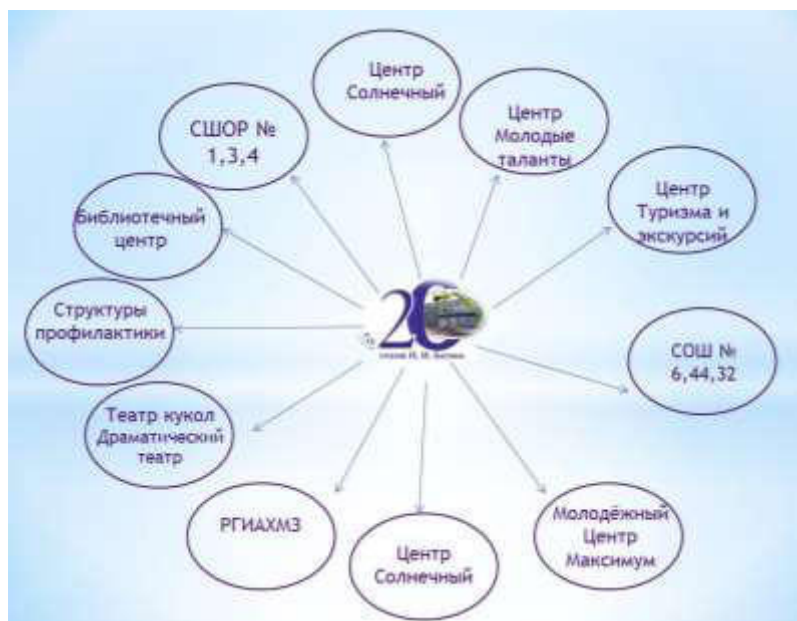 Центр
Солнечный
Центр
Молодые
таланты
Центр
Туризма и
экскурсий
СОШ №
6,44,32
Молодёжный
Центр
Максимум
Центр
Солнечный
РГИАХМЗ
Театр кукол
Драматический
театр
Структуры
профилактики
Библиотечный
центр
СШОР №
1,3,4
20